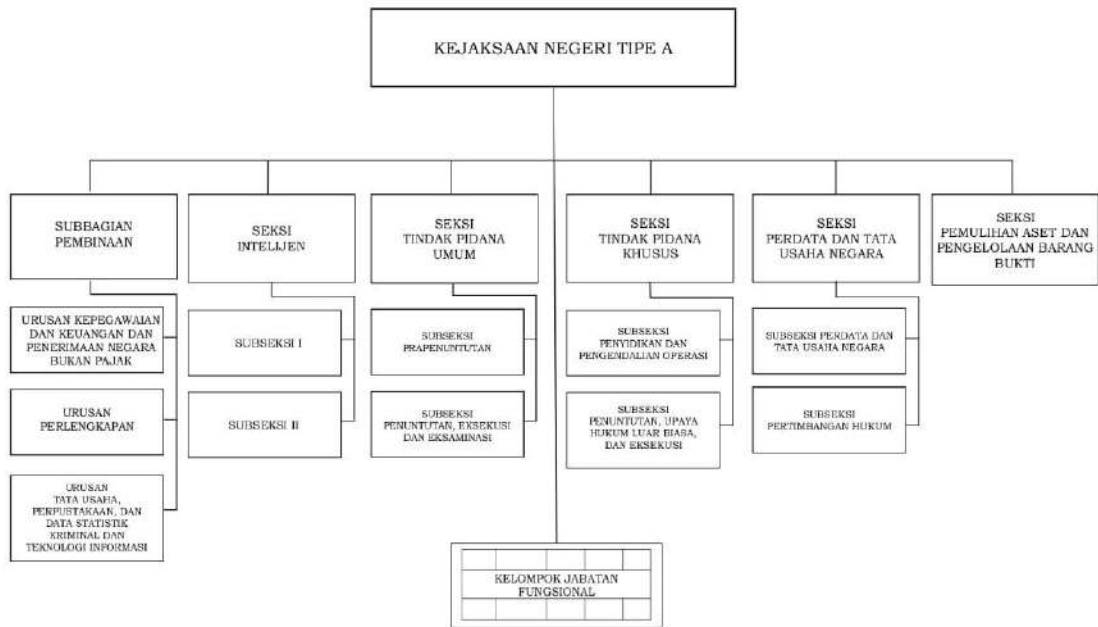 KEJAKSAAN NEGERI TIPE A
SUBBAGIAN
PEMBINAAN
SEKSI
INTELIJEN
SEKSI
TINDAK PIDANA
UMUM
SEKSI
TINDAK PIDANA
KHUSUS
SEKSI
PERDATA DAN TATA
USAHA NEGARA
SEKSI
PEMULIHAN ASET DAN
PENGELOLAAN BARANG
BUKTI
URUSAN KEPEGAWAIAN
DAN KEUANGAN DAN
PENERIMAAN NEGARA
BUKAN PAJAK
SUBSEKSI I
SUBSEKSI
PRAPENUNTUTAN
SUBSEKSI
PENYIDIKAN DAN
PENGENDALIAN OPERASI
SUBSEKSI PERDATA DAN
TATA USAHA NEGARA
URUSAN
PERLENGKAPAN
SUBSEKSI II
SUBSEKSI
PENUNTUTAN, EKSEKUSI
DAN EKSAMINASI
SUBSEKSI
PENUNTUTAN, UPAYA
HUKUM LUAR BIASA,
DAN EKSEKUSI
SUBSEKSI
PERTIMBANGAN HUKUM
URUSAN
TATA USAHA,
PERPUSTAKAAN, DAN
DATA STATISTIK
KRIMINAL DAN
TEKNOLOGI INFORMASI
KELOMPOK JABATAN
FUNGSIONAL